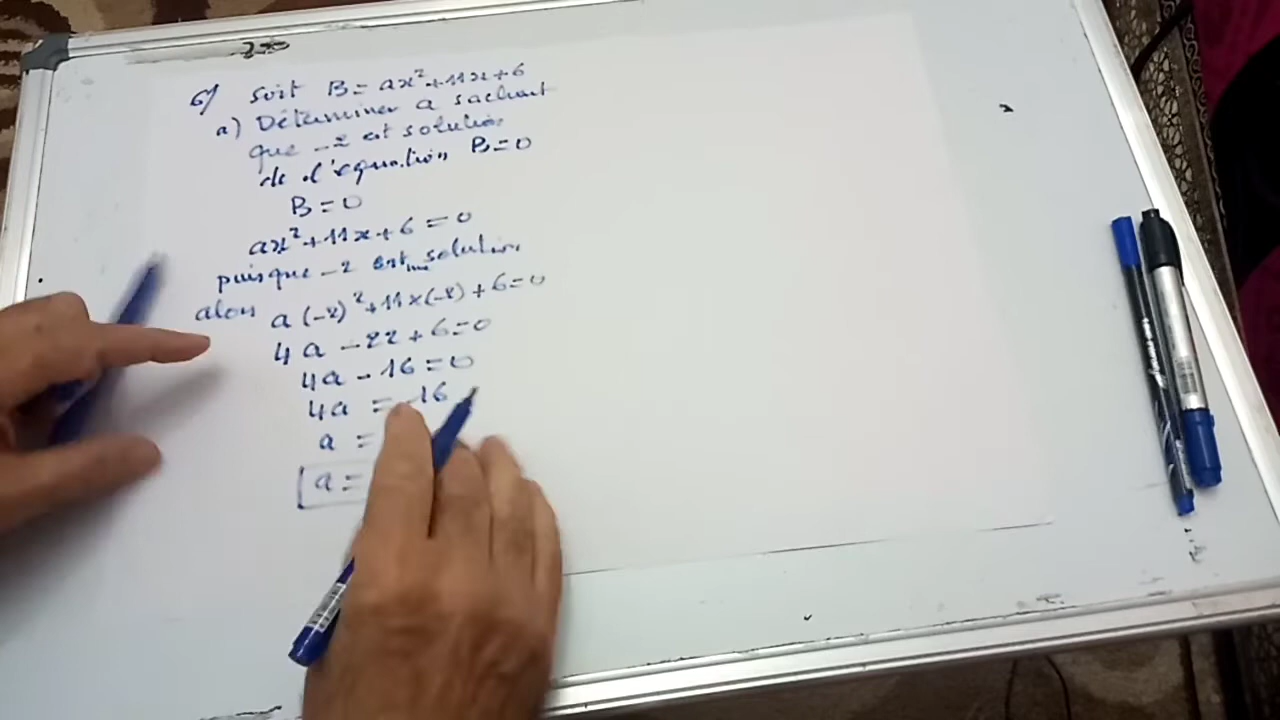 6) Soit B = ax² + 11x + 6
a) Déterminer a sachant
que -2 est solution
de l'équation B = 0
B = 0
ax² + 11x + 6 = 0
puisque -2 est une solution
alors a(-2)² + 11×(-2) + 6 = 0
4a - 22 + 6 = 0
4a - 16 = 0
4a = 16
a =
a =